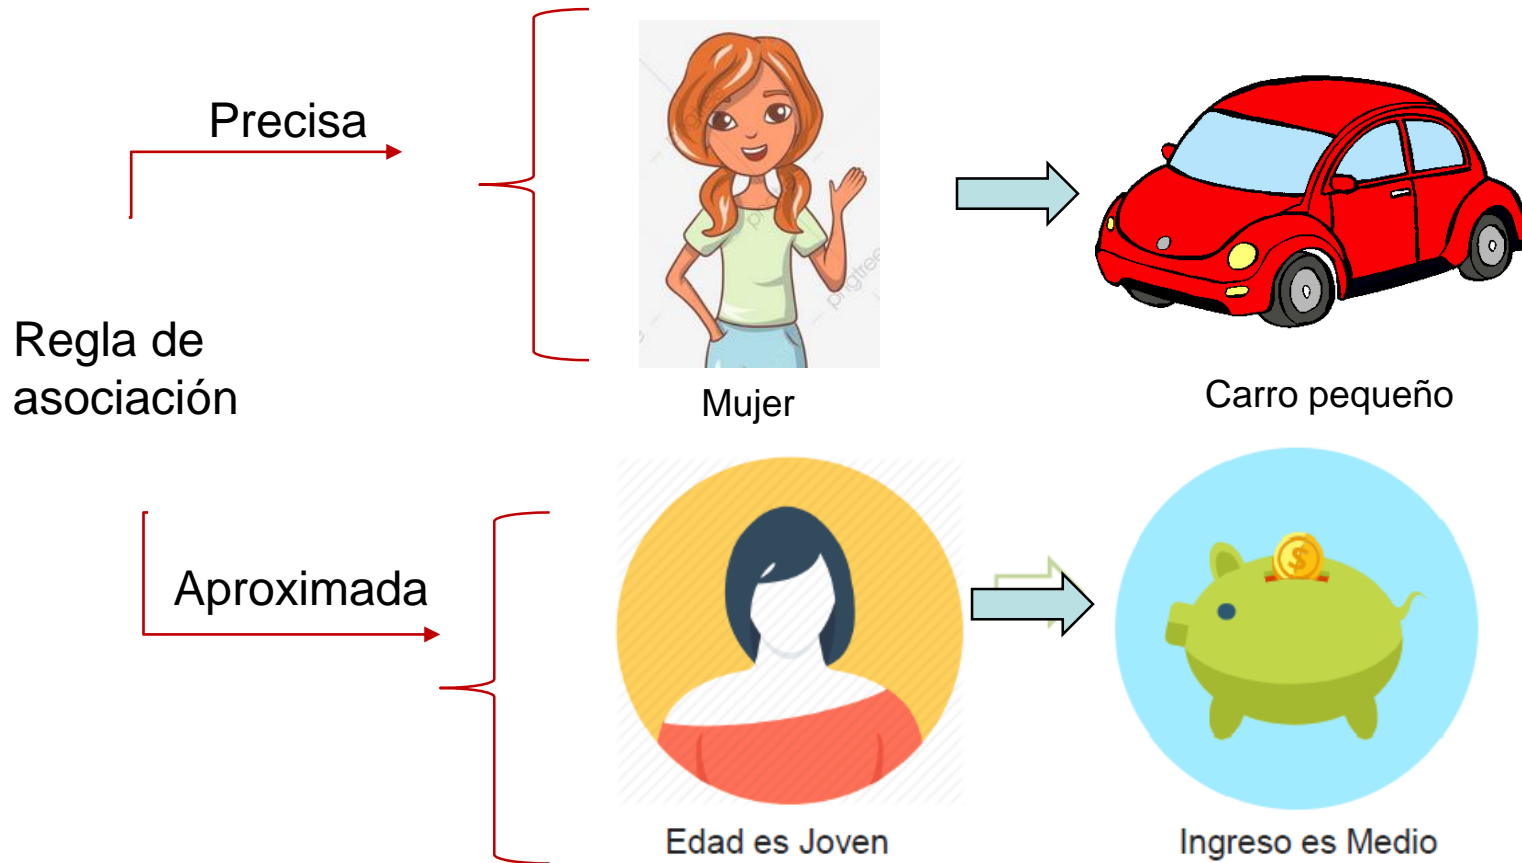 Precisa
Regla de
asociación
Mujer
Carro pequeño
Aproximada
$
Edad es Joven
Ingreso es Medio